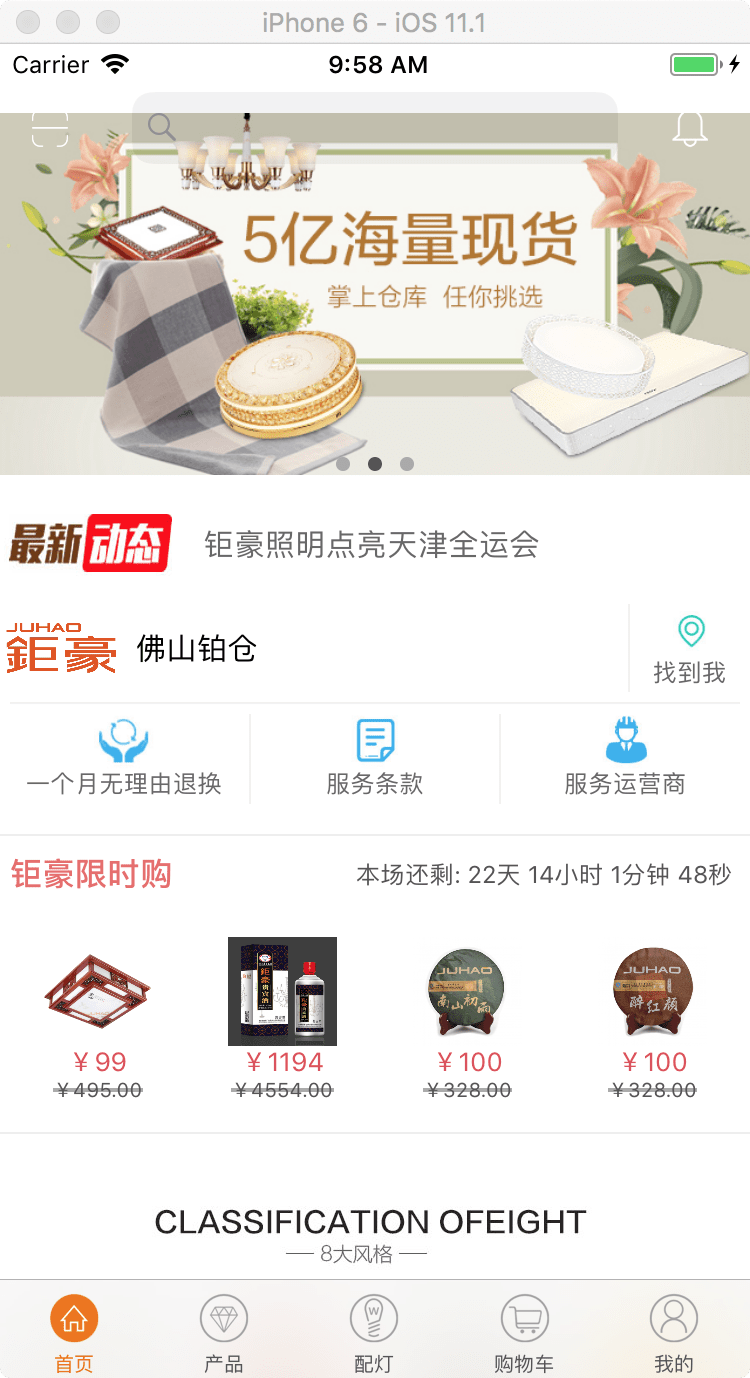 iPhone 6 - iOS 11.1
Carrier 9:58 AM
5亿海量现货
掌上仓库 任你挑选
最新动态 钜豪照明点亮天津全运会
JUHAO
鉅豪 佛山铂仓
找到我
一个月无理由退换 服务条款 服务运营商
钜豪限时购 本场还剩: 22天 14小时 1分钟 48秒
鉅豪
JUHAO
南山初雨
JUHAO
醉红颜
¥99 ¥1194 ¥100 ¥100
¥495.00 ¥4554.00 ¥328.00 ¥328.00
CLASSIFICATION OFEIGHT
8大风格
首页 产品 配灯 购物车 我的